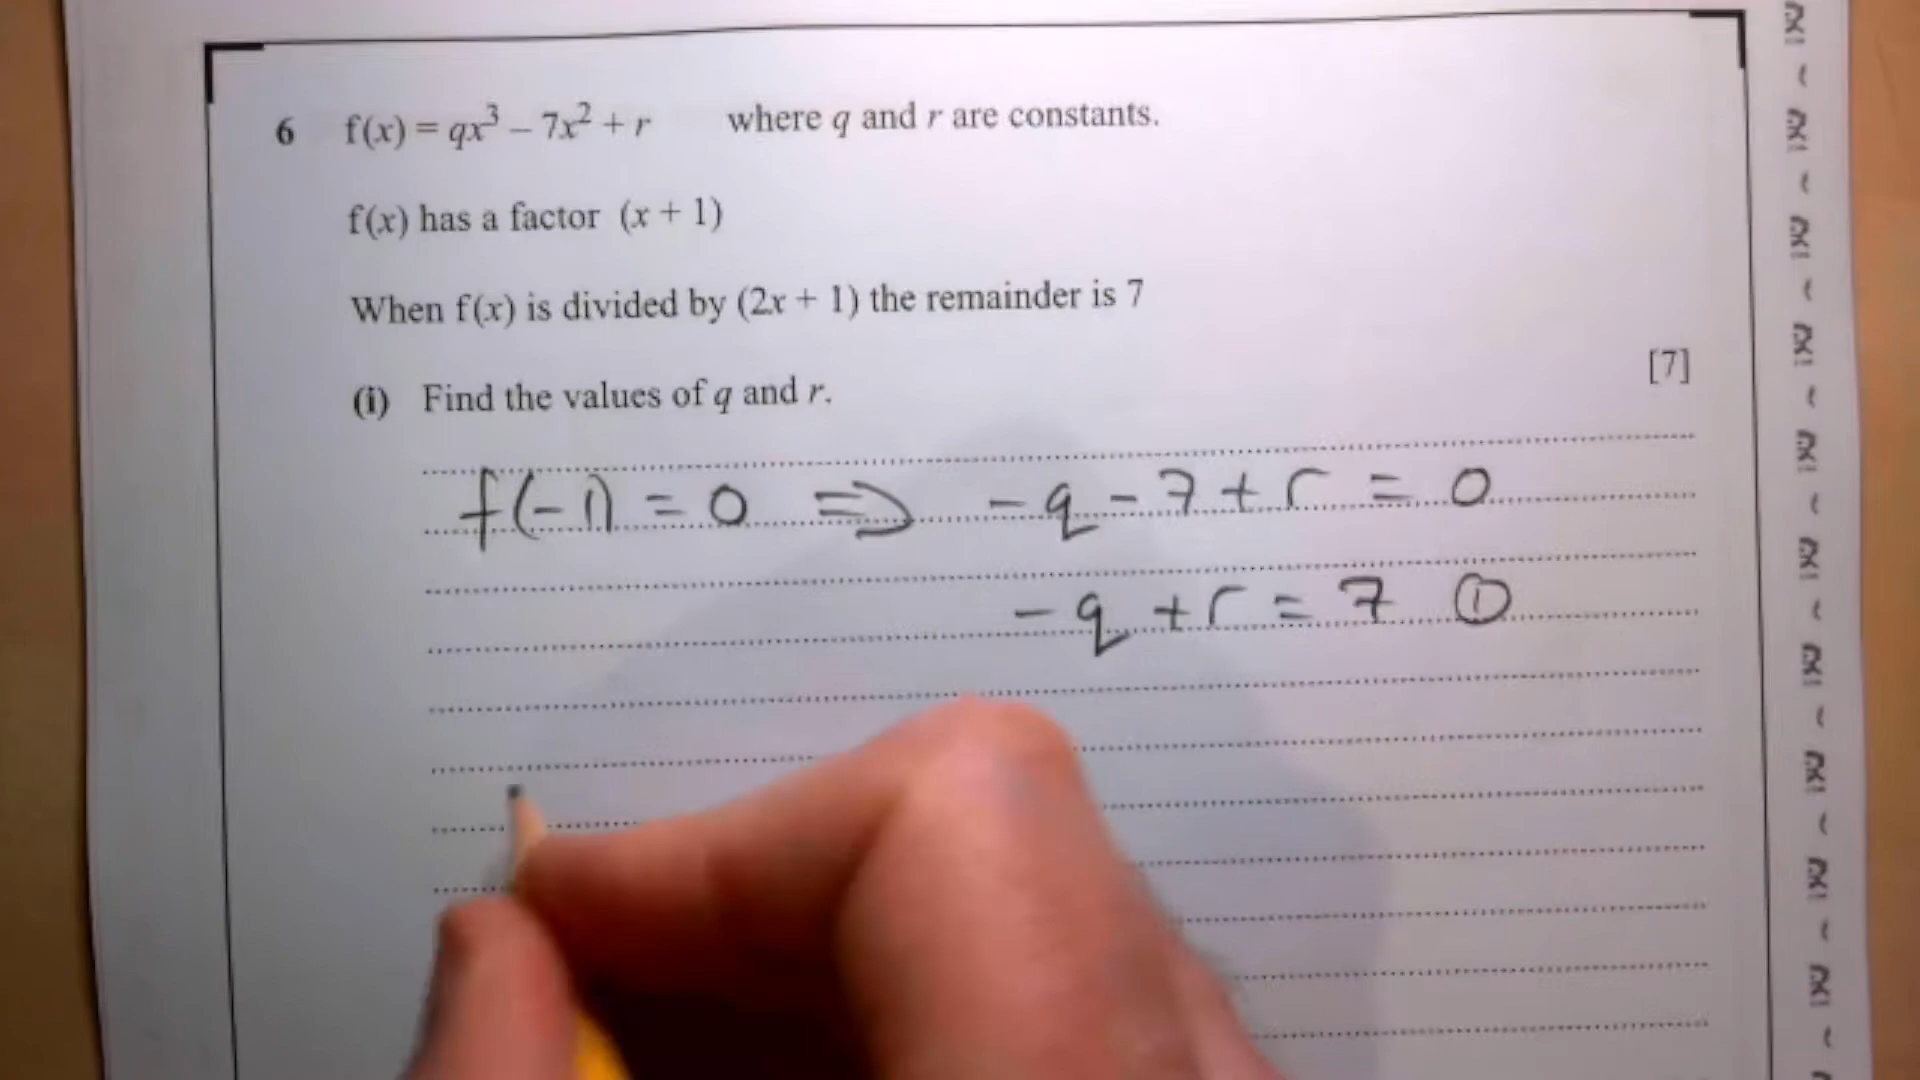 6 f(x) = qx³ – 7x² + r where q and r are constants.
f(x) has a factor (x + 1)
When f(x) is divided by (2x + 1) the remainder is 7
[7]
(i) Find the values of q and r.
f(-1) = 0 ⇒ -q - 7 + r = 0
-q + r = 7 ①